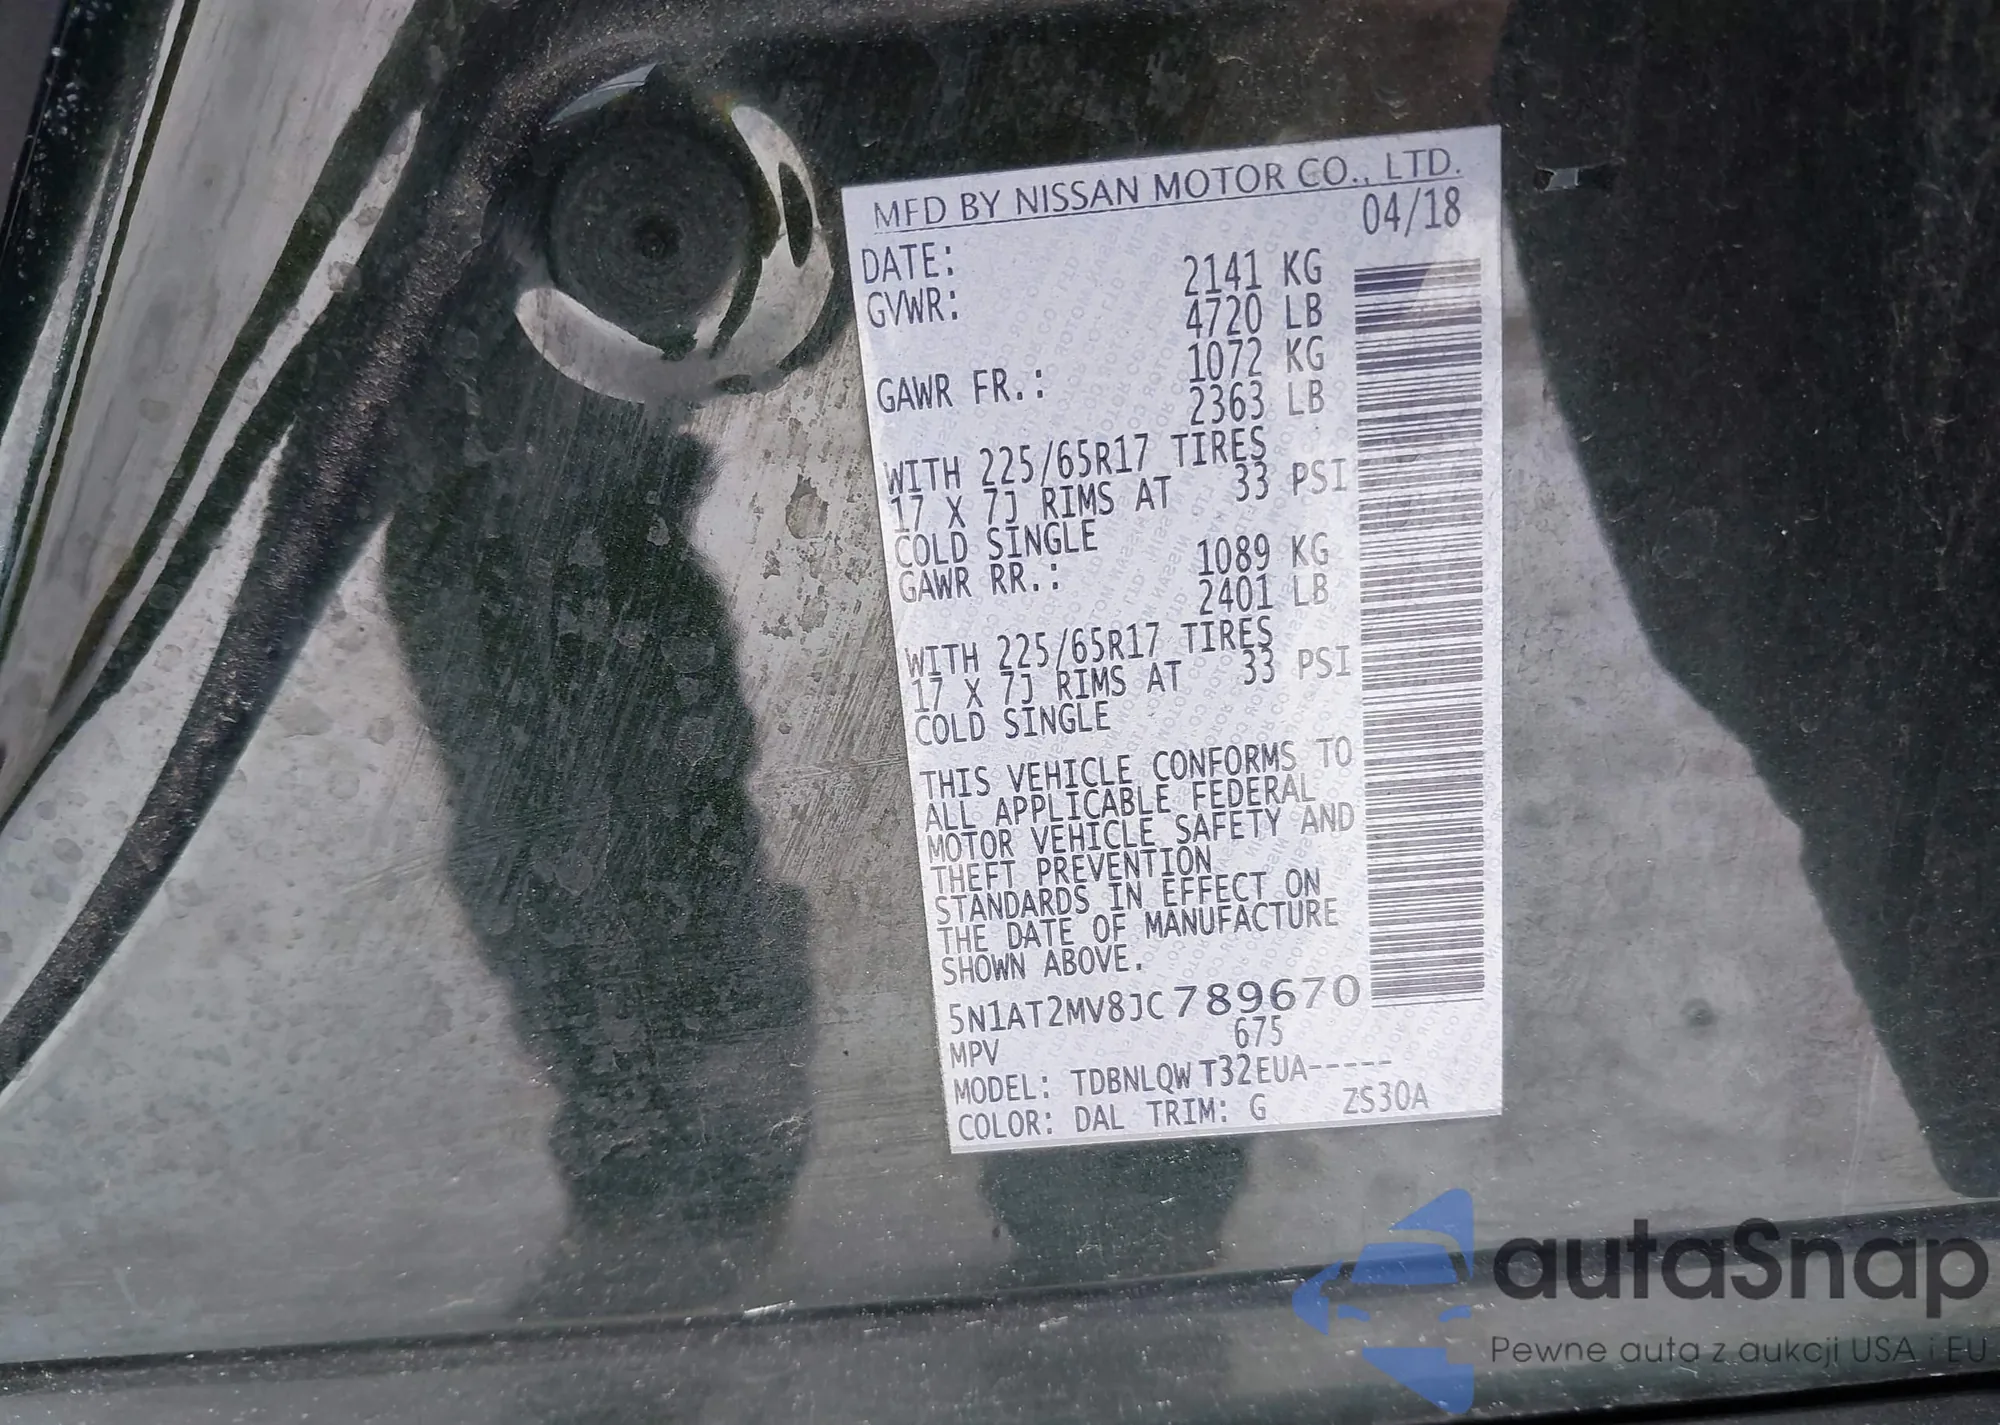 MFD BY NISSAN MOTOR CO., LTD.
DATE: 04/18
GVWR: 2141 KG
4720 LB
GAWR FR.: 1072 KG
2363 LB
WITH 225/65R17 TIRES
17 X 7J RIMS AT 33 PSI
COLD SINGLE
GAWR RR.: 1089 KG
2401 LB
WITH 225/65R17 TIRES
17 X 7J RIMS AT 33 PSI
COLD SINGLE
THIS VEHICLE CONFORMS TO
ALL APPLICABLE FEDERAL
MOTOR VEHICLE SAFETY AND
THEFT PREVENTION
STANDARDS IN EFFECT ON
THE DATE OF MANUFACTURE
SHOWN ABOVE.
5N1AT2MV8JC789670
MPV 675
MODEL: TDBNLQW T32EUA-----
COLOR: DAL TRIM: G ZS30A
autaSnap
Pewne auta z aukcji USA i EU